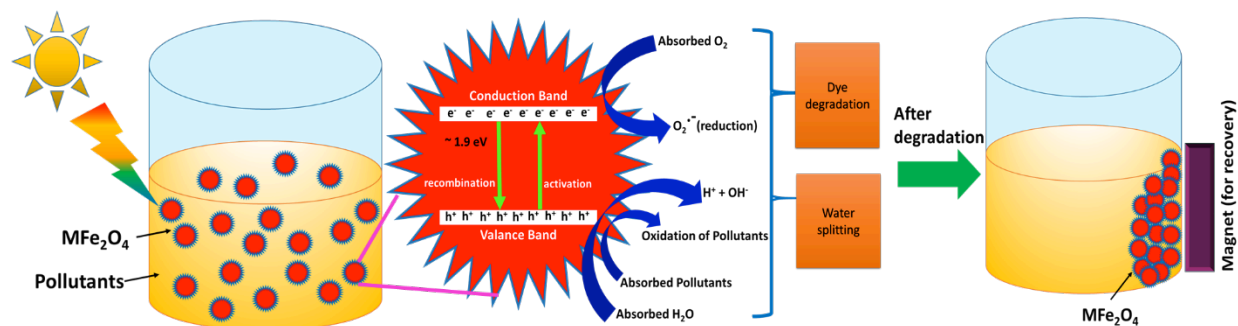 MFe₂O₄
Pollutants
Conduction Band
e⁻ e⁻ e⁻ e⁻ e⁻ e⁻ e⁻ e⁻ e⁻
~ 1.9 eV
recombination
activation
h⁺ h⁺ h⁺ h⁺ h⁺ h⁺ h⁺ h⁺ h⁺
Valance Band
Absorbed O₂
O₂•⁻ (reduction)
H⁺ + OH⁻
Oxidation of Pollutants
Absorbed Pollutants
Absorbed H₂O
Dye
degradation
Water
splitting
After
degradation
MFe₂O₄
Magnet (for recovery)